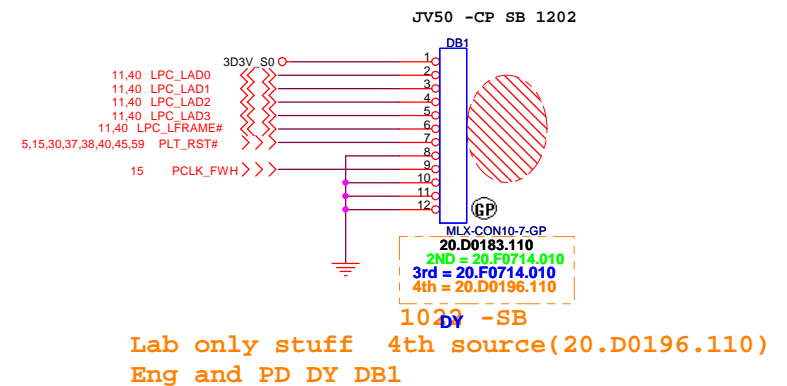 JV50 -CP SB 1202
DB1
3D3V_S0
1
11,40 LPC_LAD0
2
11,40 LPC_LAD1
3
11,40 LPC_LAD2
4
11,40 LPC_LAD3
5
11,40 LPC_LFRAME#
6
5,15,30,37,38,40,45,59 PLT_RST#
7
8
15 PCLK_FWH
9
10
11
12
GP
MLX-CON10-7-GP
20.D0183.110
2ND = 20.F0714.010
3rd = 20.F0714.010
4th = 20.D0196.110
1022 -SB
DY
Lab only stuff 4th source(20.D0196.110)
Eng and PD DY DB1